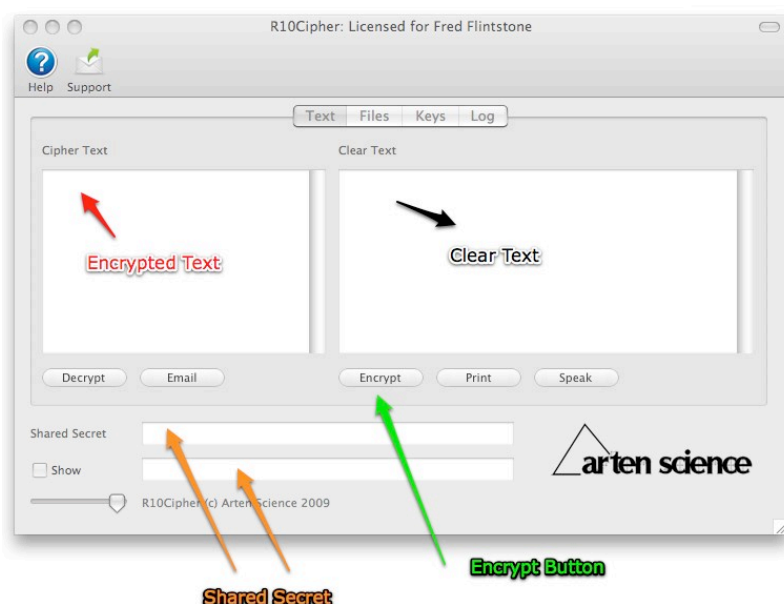 R10Cipher: Licensed for Fred Flintstone
Help Support
Text Files Keys Log
Cipher Text Clear Text
Encrypted Text
Clear Text
Decrypt Email Encrypt Print Speak
Shared Secret
arten science
Show
R10Cipher (c) Arten Science 2009
Encrypt Button
Shared Secret